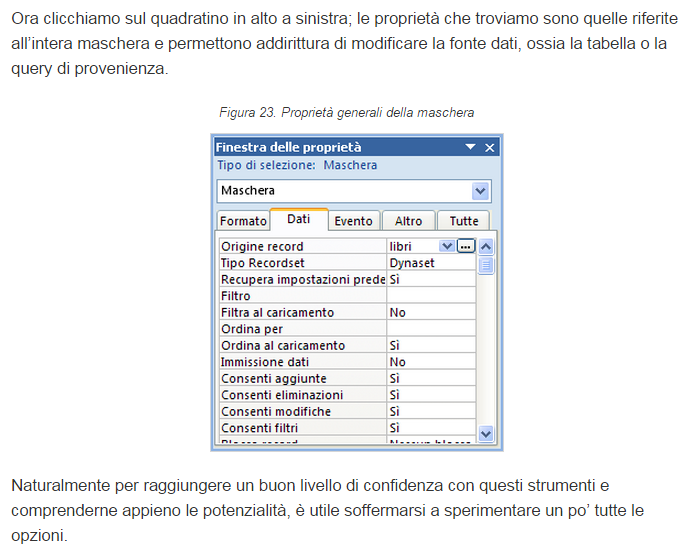 Ora clicchiamo sul quadratino in alto a sinistra; le proprietà che troviamo sono quelle riferite
all'intera maschera e permettono addirittura di modificare la fonte dati, ossia la tabella o la
query di provenienza.
Figura 23. Proprietà generali della maschera
Finestra delle proprietà
Tipo di selezione: Maschera
Maschera
Formato Dati Evento Altro Tutte
Origine record libri
Tipo Recordset Dynaset
Recupera impostazioni prede Sì
Filtro
Filtra al caricamento No
Ordina per
Ordina al caricamento Sì
Immissione dati No
Consenti aggiunte Sì
Consenti eliminazioni Sì
Consenti modifiche Sì
Consenti filtri Sì
Naturalmente per raggiungere un buon livello di confidenza con questi strumenti e
comprenderne appieno le potenzialità, è utile soffermarsi a sperimentare un po' tutte le
opzioni.